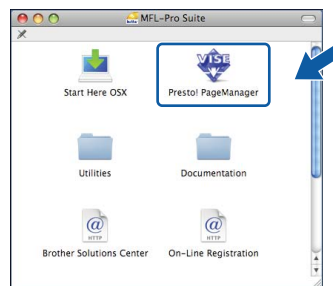 MFL-Pro Suite
VISE
Start Here OSX
Presto! PageManager
Utilities
Documentation
@
HTTP
@
HTTP
Brother Solutions Center
On-Line Registration